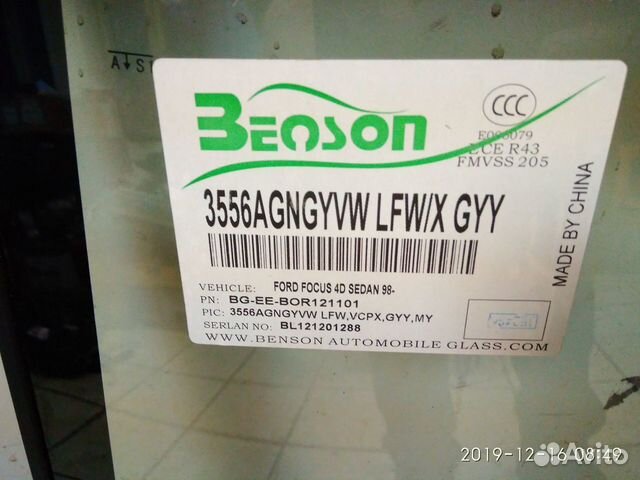 A↓S1
BENSON
CCC
E000079
ECE R43
FMVSS 205
3556AGNGYVW LFW/X GYY
MADE BY CHINA
VEHICLE: FORD FOCUS 4D SEDAN 98-
PN: BG-EE-BOR121101
PIC: 3556AGNGYVW LFW,VCPX,GYY,MY
SERLAN NO: BL121201288
WWW.BENSON AUTOMOBILE GLASS.COM
2019-12-16 08:49
Avito